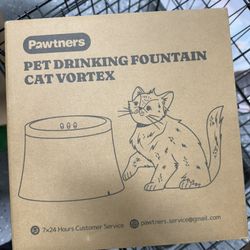 Pawtners
PET DRINKING FOUNTAIN
CAT VORTEX
7x24 Hours Customer Service
pawtners.service@gmail.com